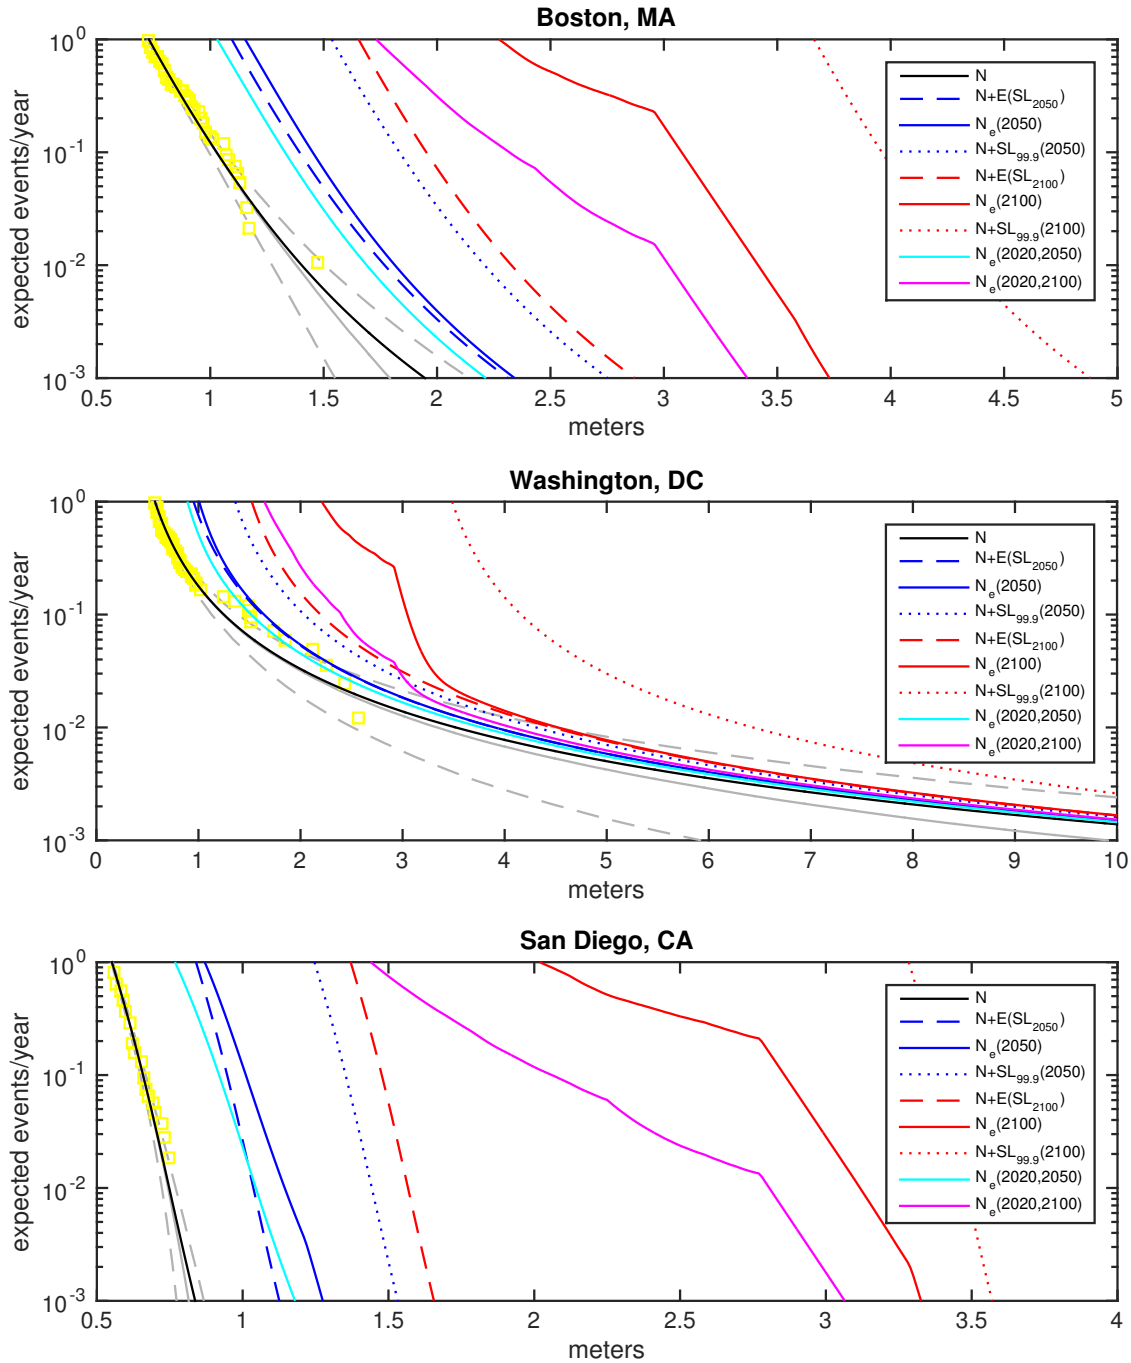 Boston, MA
expected events/year
10^0
10^-1
10^-2
10^-3
0.5 1 1.5 2 2.5 3 3.5 4 4.5 5
meters
N
N+E(SL_2050)
N_e(2050)
N+SL_99.9(2050)
N+E(SL_2100)
N_e(2100)
N+SL_99.9(2100)
N_e(2020,2050)
N_e(2020,2100)
Washington, DC
expected events/year
10^0
10^-1
10^-2
10^-3
0 1 2 3 4 5 6 7 8 9 10
meters
N
N+E(SL_2050)
N_e(2050)
N+SL_99.9(2050)
N+E(SL_2100)
N_e(2100)
N+SL_99.9(2100)
N_e(2020,2050)
N_e(2020,2100)
San Diego, CA
expected events/year
10^0
10^-1
10^-2
10^-3
0.5 1 1.5 2 2.5 3 3.5 4
meters
N
N+E(SL_2050)
N_e(2050)
N+SL_99.9(2050)
N+E(SL_2100)
N_e(2100)
N+SL_99.9(2100)
N_e(2020,2050)
N_e(2020,2100)